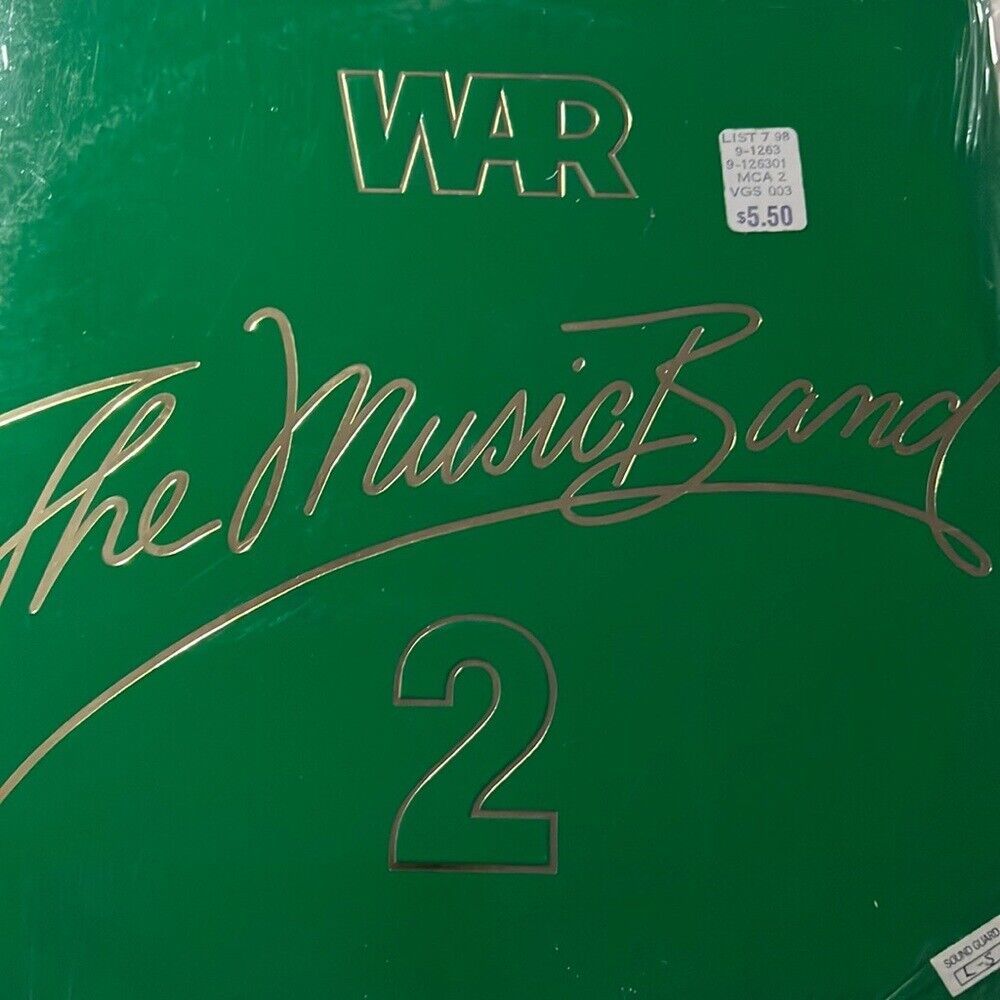 WAR
LIST 7 98
9-1263
9-126301
MCA 2
VGS 003
$5.50
The Music Band
2
SOUND GUARD
L-S